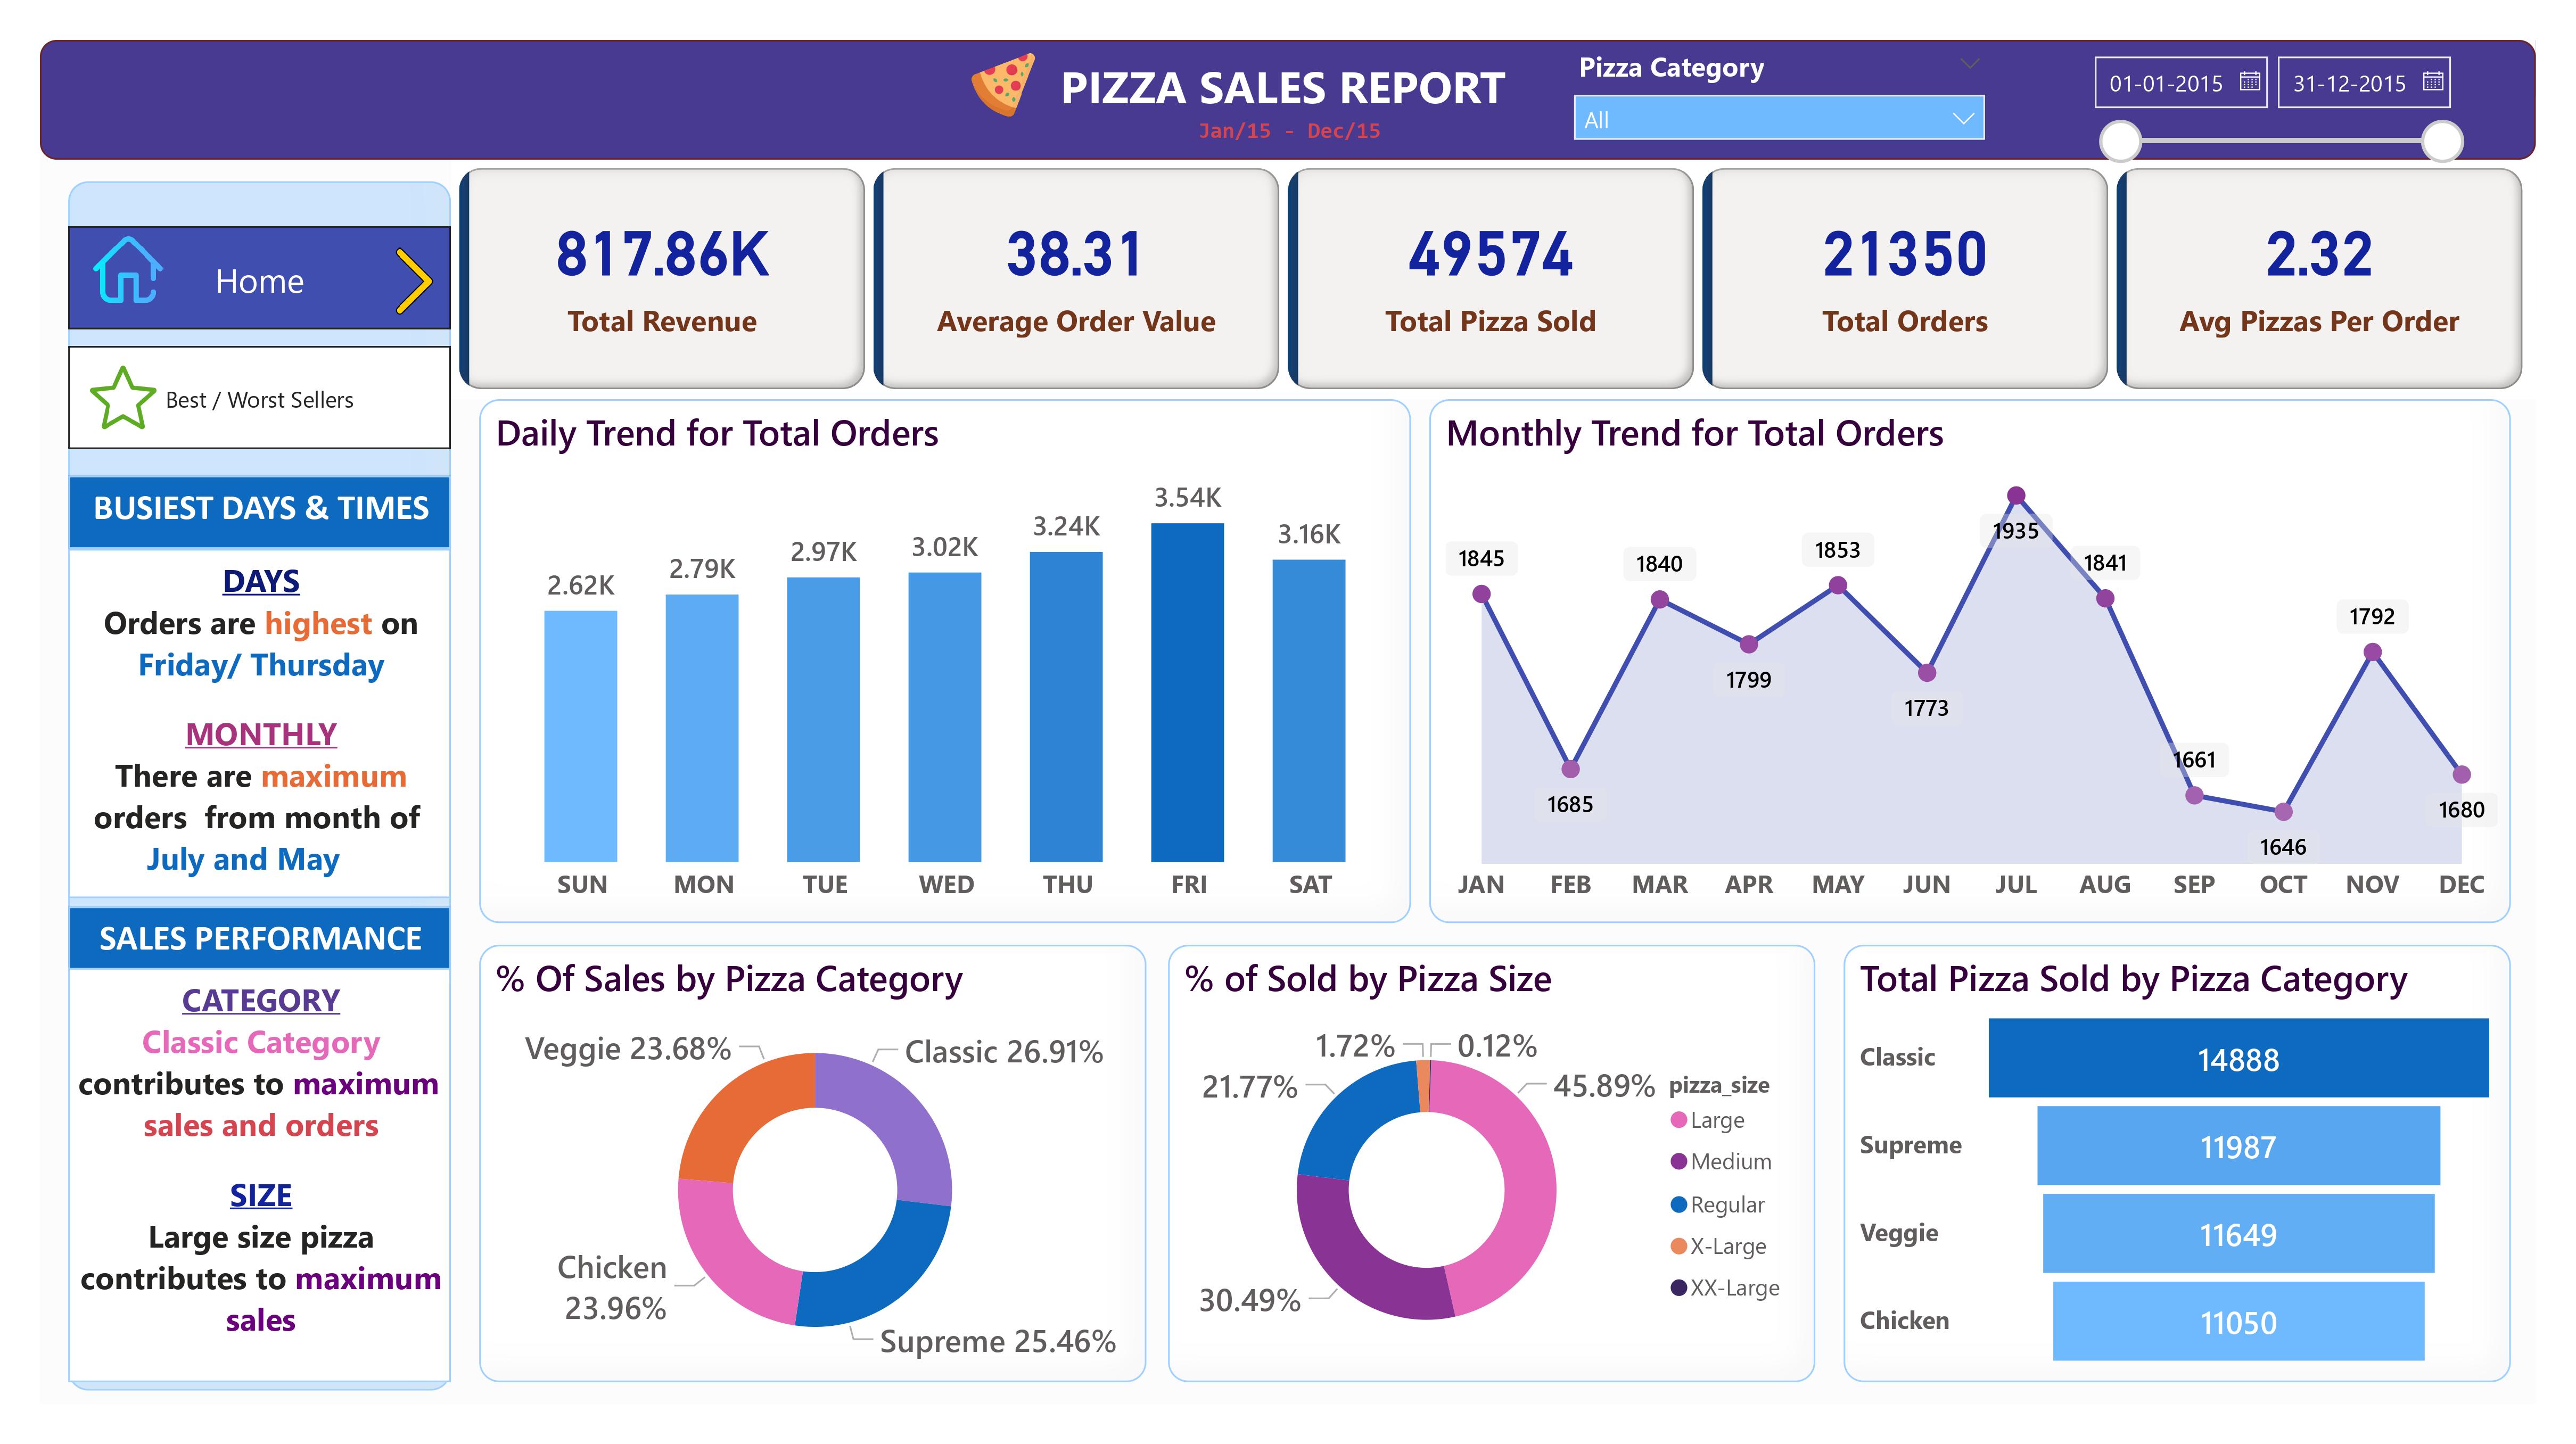 PIZZA SALES REPORT
Jan/15 - Dec/15
Pizza Category
All
01-01-2015
31-12-2015
Home
Best / Worst Sellers
BUSIEST DAYS & TIMES
DAYS
Orders are highest on
Friday/ Thursday
MONTHLY
There are maximum
orders  from month of
July and May
SALES PERFORMANCE
CATEGORY
Classic Category
contributes to maximum
sales and orders
SIZE
Large size pizza
contributes to maximum
sales
817.86K
Total Revenue
38.31
Average Order Value
49574
Total Pizza Sold
21350
Total Orders
2.32
Avg Pizzas Per Order
Daily Trend for Total Orders
2.62K
2.79K
2.97K
3.02K
3.24K
3.54K
3.16K
SUN MON TUE WED THU FRI SAT
Monthly Trend for Total Orders
1845
1685
1840
1799
1853
1773
1935
1841
1661
1646
1792
1680
JAN FEB MAR APR MAY JUN JUL AUG SEP OCT NOV DEC
% Of Sales by Pizza Category
Veggie 23.68%
Classic 26.91%
Chicken
23.96%
Supreme 25.46%
% of Sold by Pizza Size
1.72%
0.12%
21.77%
45.89%
30.49%
pizza_size
Large
Medium
Regular
X-Large
XX-Large
Total Pizza Sold by Pizza Category
Classic 14888
Supreme 11987
Veggie 11649
Chicken 11050